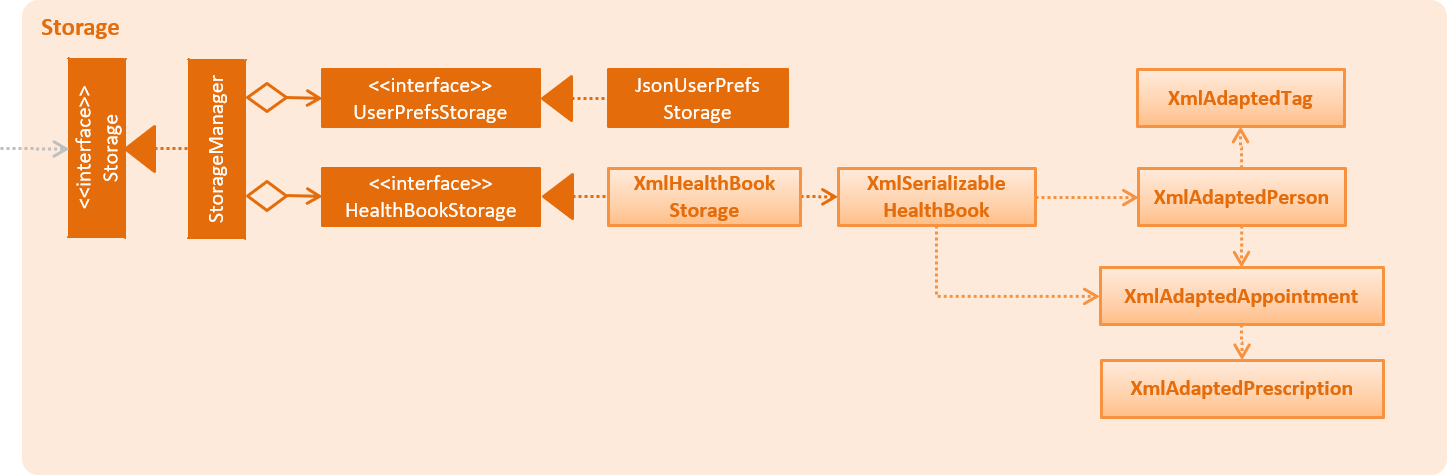 Storage
<<interface>>
Storage
StorageManager
<<interface>>
UserPrefsStorage
JsonUserPrefs
Storage
<<interface>>
HealthBookStorage
XmlHealthBook
Storage
XmlSerializable
HealthBook
XmlAdaptedTag
XmlAdaptedPerson
XmlAdaptedAppointment
XmlAdaptedPrescription